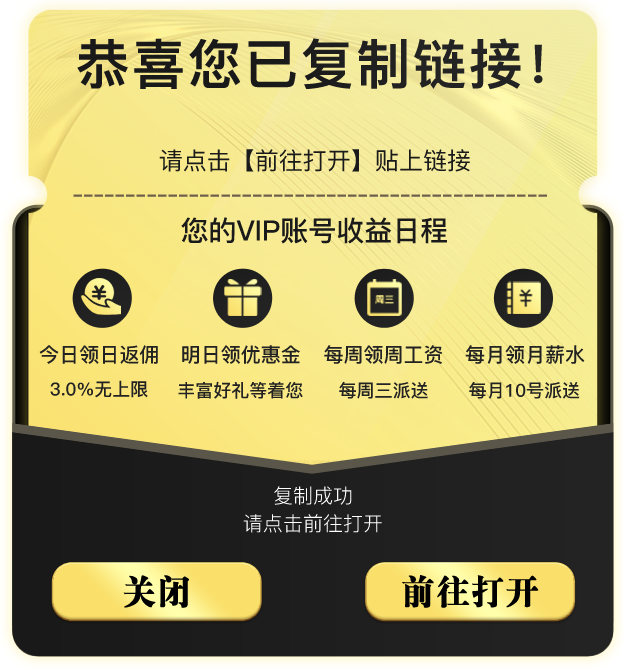 恭喜您已复制链接!
请点击【前往打开】贴上链接
您的VIP账号收益日程
¥ 周三 ¥
今日领日返佣 明日领优惠金 每周领周工资 每月领月薪水
3.0%无上限 丰富好礼等着您 每周三派送 每月10号派送
复制成功
请点击前往打开
关闭 前往打开